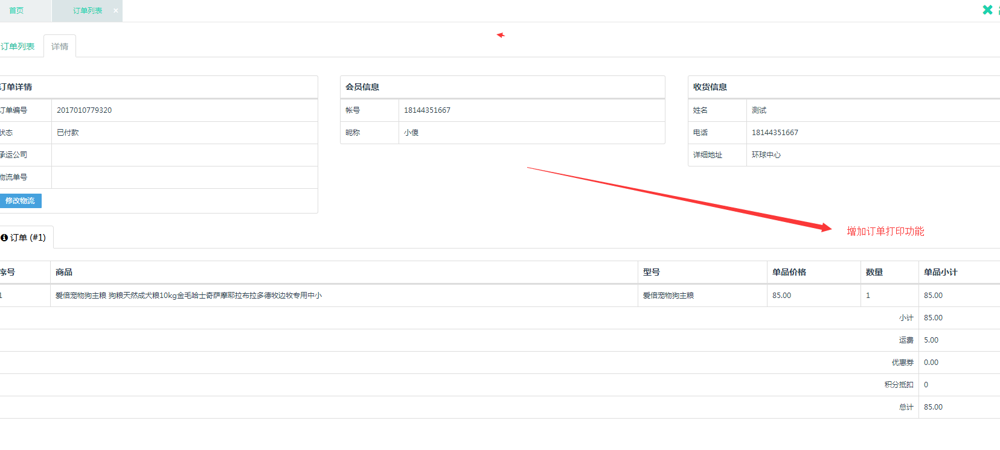 首页 订单列表 ×
订单列表 详情
订单详情
订单编号 2017010779320
状态 已付款
承运公司
物流单号
修改物流
会员信息
帐号 18144351667
昵称 小傻
收货信息
姓名 测试
电话 18144351667
详细地址 环球中心
增加订单打印功能
订单 (#1)
序号 商品 型号 单品价格 数量 单品小计
1 爱倍宠物狗主粮 狗粮天然成犬粮10kg金毛哈士奇萨摩耶拉布拉多德牧边牧专用中小 爱倍宠物狗主粮 85.00 1 85.00
小计 85.00
运费 5.00
优惠券 0.00
积分抵扣 0
总计 85.00